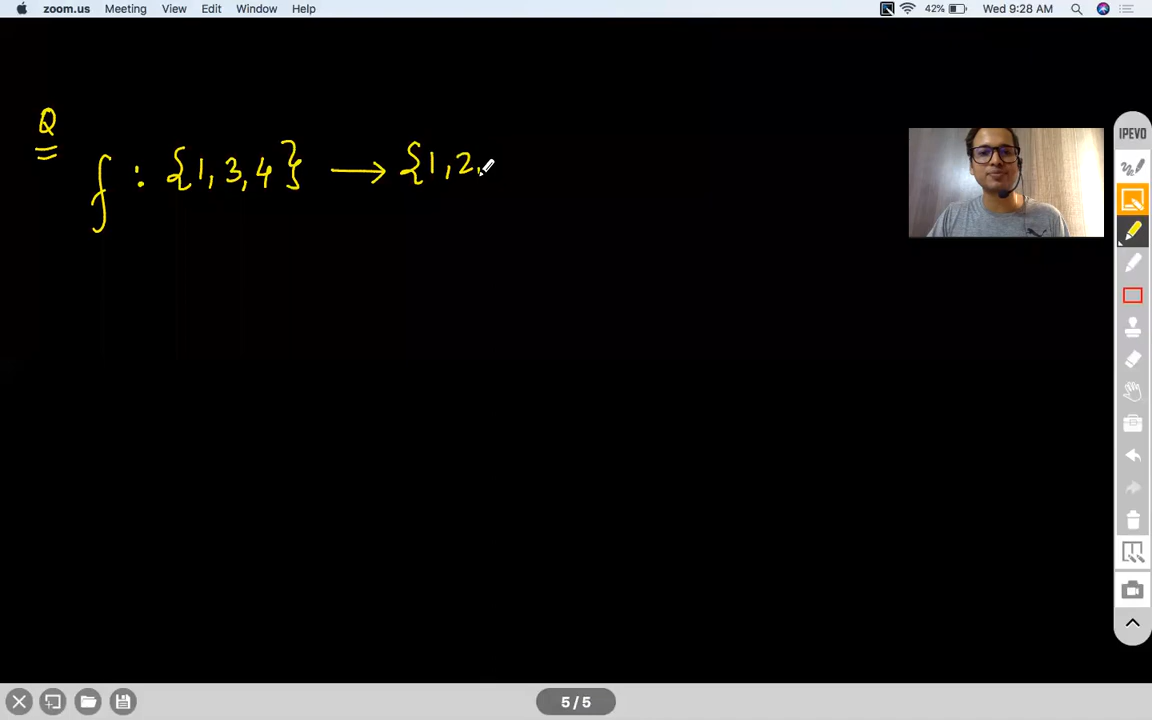 zoom.us Meeting View Edit Window Help 42% Wed 9:28 AM
IPEVO
Q
f : {1,3,4} → {1,2,
5 / 5